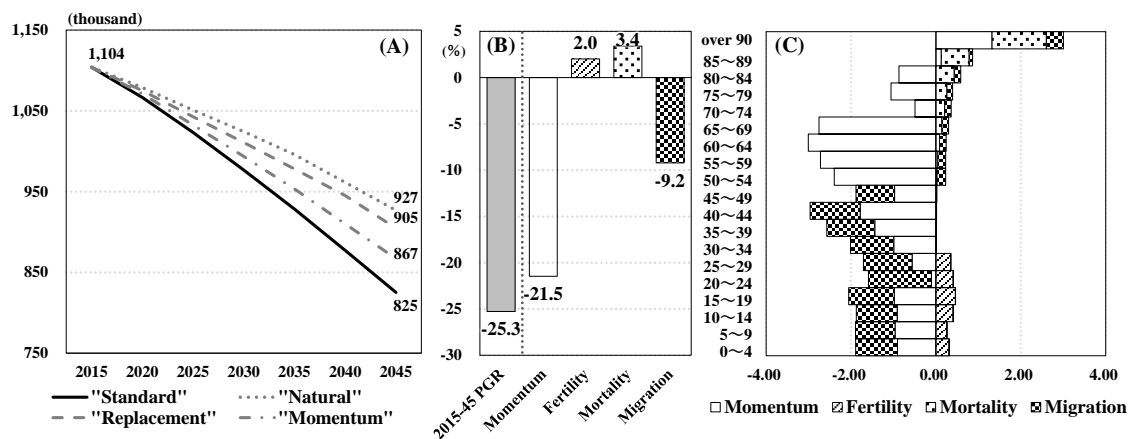 (thousand)
1,150
1,050
950
850
750
(A)
1,104
927
905
867
825
2015 2020 2025 2030 2035 2040 2045
"Standard" "Natural"
"Replacement" "Momentum"
(B)
(%)
5
0
-5
-10
-15
-20
-25
-30
2.0
3.4
-9.2
-21.5
-25.3
2015-45 PGR
Momentum
Fertility
Mortality
Migration
(C)
over 90
85～89
80～84
75～79
70～74
65～69
60～64
55～59
50～54
45～49
40～44
35～39
30～34
25～29
20～24
15～19
10～14
5～9
0～4
-4.00 -2.00 0.00 2.00 4.00
Momentum Fertility Mortality Migration